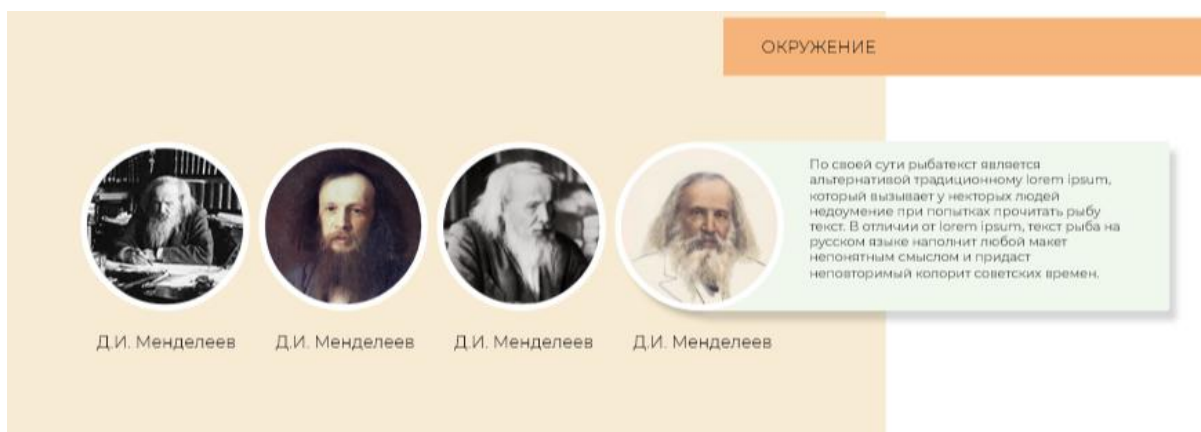 ОКРУЖЕНИЕ
По своей сути рыбатекст является
альтернативой традиционному lorem ipsum,
который вызывает у некторых людей
недоумение при попытках прочитать рыбу
текст. В отличии от lorem ipsum, текст рыба на
русском языке наполнит любой макет
непонятным смыслом и придаст
неповторимый колорит советских времен.
Д.И. Менделеев
Д.И. Менделеев
Д.И. Менделеев
Д.И. Менделеев